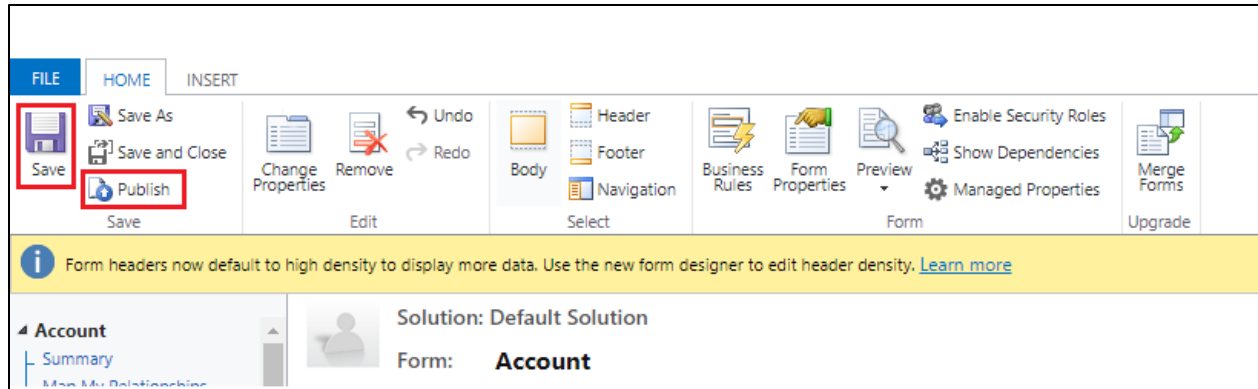 FILE HOME INSERT
Save
Save As
Save and Close
Publish
Save
Change Properties
Remove
Undo
Redo
Edit
Body
Header
Footer
Navigation
Select
Business Rules
Form Properties
Preview
Enable Security Roles
Show Dependencies
Managed Properties
Form
Merge Forms
Upgrade
i Form headers now default to high density to display more data. Use the new form designer to edit header density. Learn more
Account
Summary
Map My Relationships
Solution: Default Solution
Form: Account